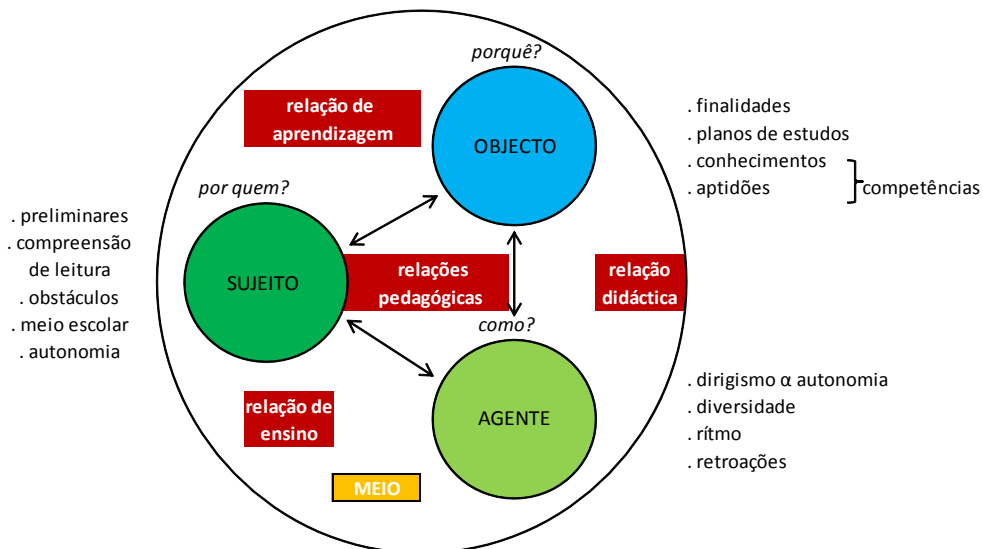 porquê?
relação de
aprendizagem
OBJECTO
. finalidades
. planos de estudos
. conhecimentos
. aptidões
competências
por quem?
. preliminares
. compreensão
de leitura
. obstáculos
. meio escolar
. autonomia
SUJEITO
relações
pedagógicas
relação
didáctica
como?
AGENTE
. dirigismo α autonomia
. diversidade
. rítmo
. retroações
relação de
ensino
MEIO